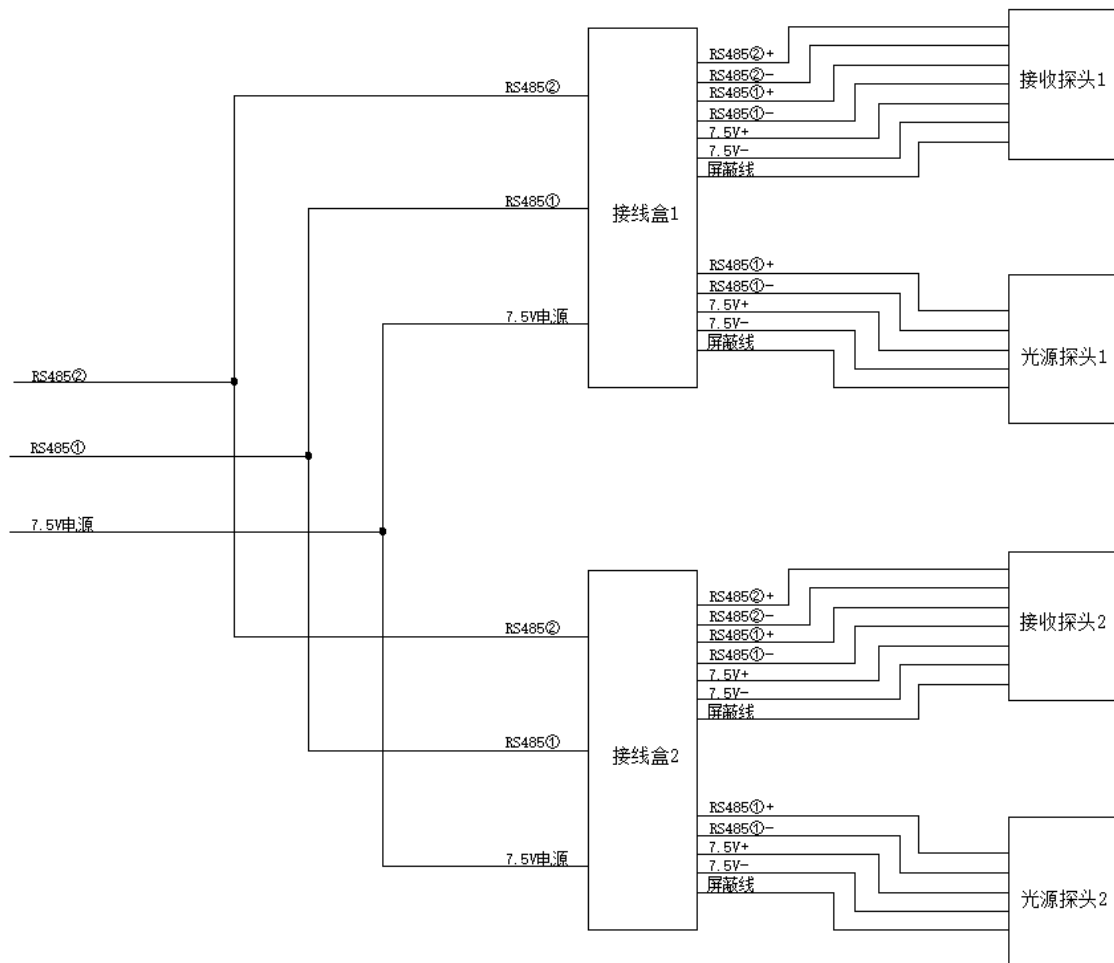 RS485②
RS485①
7.5V电源
RS485②
RS485①
7.5V电源
接线盒1
RS485②+
RS485②-
RS485①+
RS485①-
7.5V+
7.5V-
屏蔽线
接收探头1
RS485①+
RS485①-
7.5V+
7.5V-
屏蔽线
光源探头1
RS485②
RS485①
7.5V电源
接线盒2
RS485②+
RS485②-
RS485①+
RS485①-
7.5V+
7.5V-
屏蔽线
接收探头2
RS485①+
RS485①-
7.5V+
7.5V-
屏蔽线
光源探头2